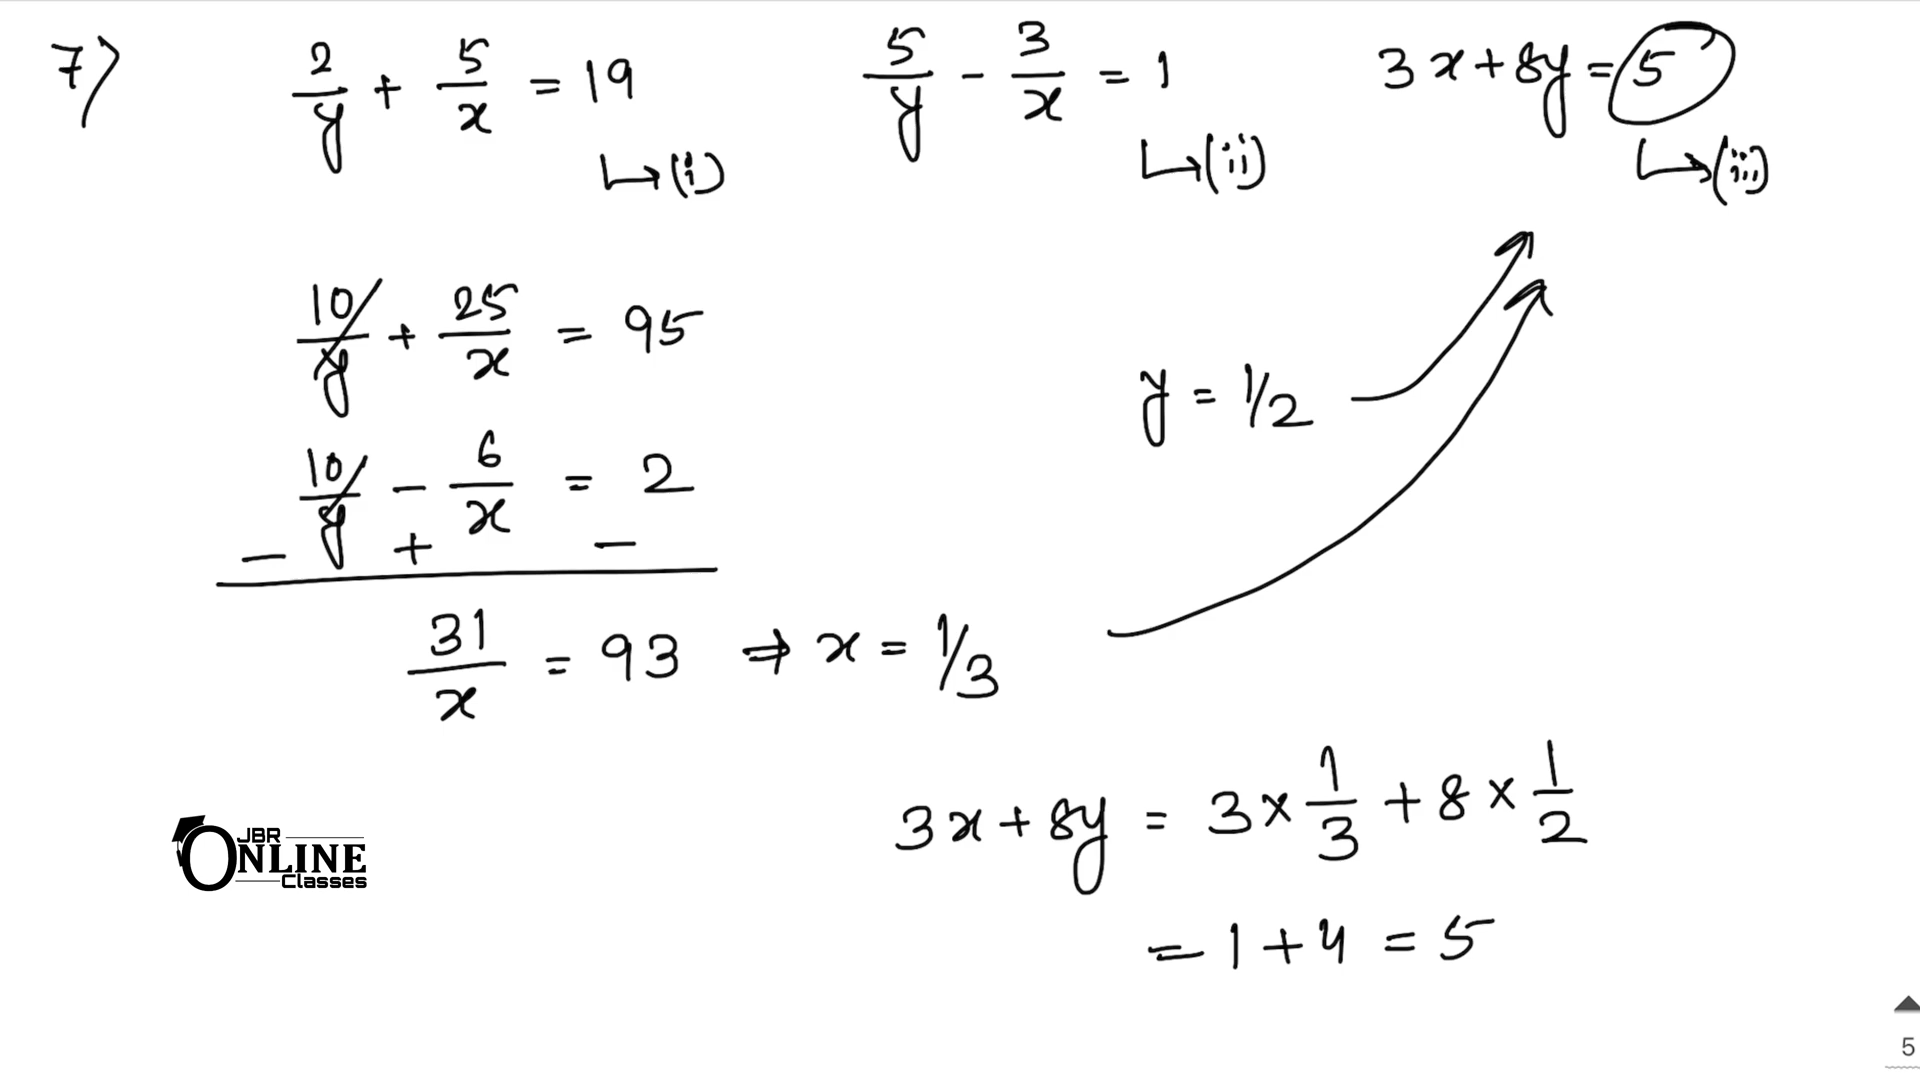 7) 2/y + 5/x = 19 5/y - 3/x = 1 3x + 8y = 5
↳(i) ↳(ii) ↳(iii)
10/y + 25/x = 95
y = 1/2
10/y - 6/x = 2
- + -
31/x = 93 ⇒ x = 1/3
3x + 8y = 3 × 1/3 + 8 × 1/2
= 1 + 4 = 5
JBR
ONLINE
Classes
5